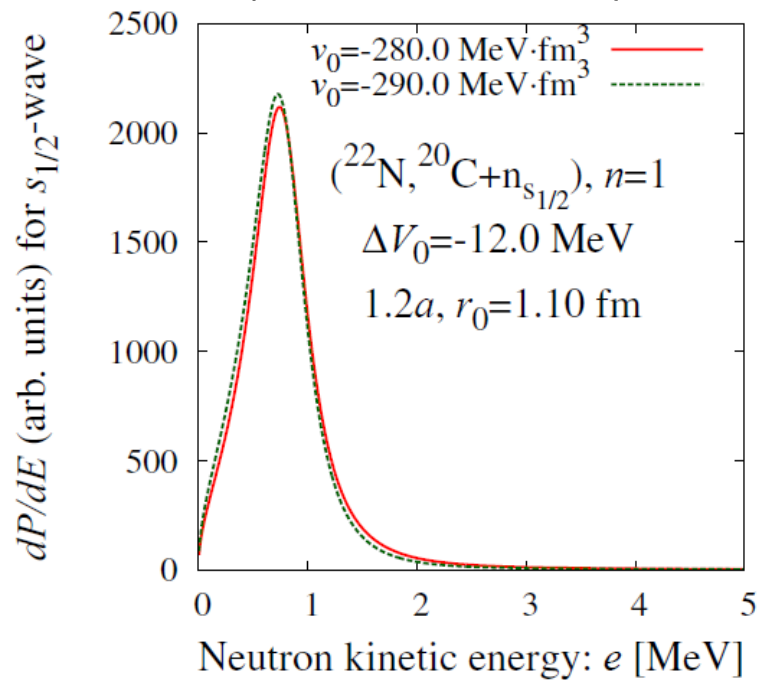 2500
2000
1500
1000
500
0
0 1 2 3 4 5
dP/dE (arb. units) for s₁/₂-wave
Neutron kinetic energy: e [MeV]
v₀=-280.0 MeV·fm³
v₀=-290.0 MeV·fm³
(²²N,²⁰C+n_{s₁/₂}), n=1
ΔV₀=-12.0 MeV
1.2a, r₀=1.10 fm